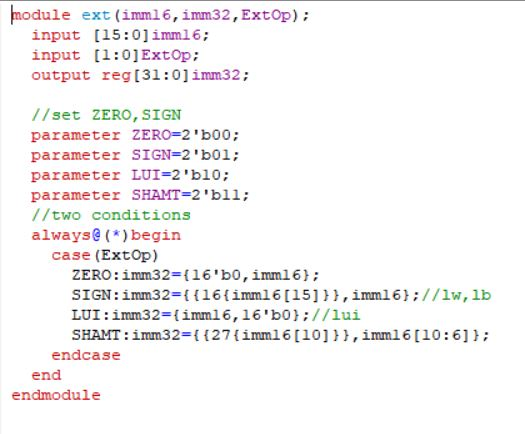 module ext(imm16,imm32,ExtOp);
input [15:0]imm16;
input [1:0]ExtOp;
output reg[31:0]imm32;
//set ZERO,SIGN
parameter ZERO=2'b00;
parameter SIGN=2'b01;
parameter LUI=2'b10;
parameter SHAMT=2'b11;
//two conditions
always@(*)begin
case(ExtOp)
ZERO:imm32={16'b0,imm16};
SIGN:imm32={{16{imm16[15]}},imm16};//lw,lb
LUI:imm32={imm16,16'b0};//lui
SHAMT:imm32={{27{imm16[10]}},imm16[10:6]};
endcase
end
endmodule